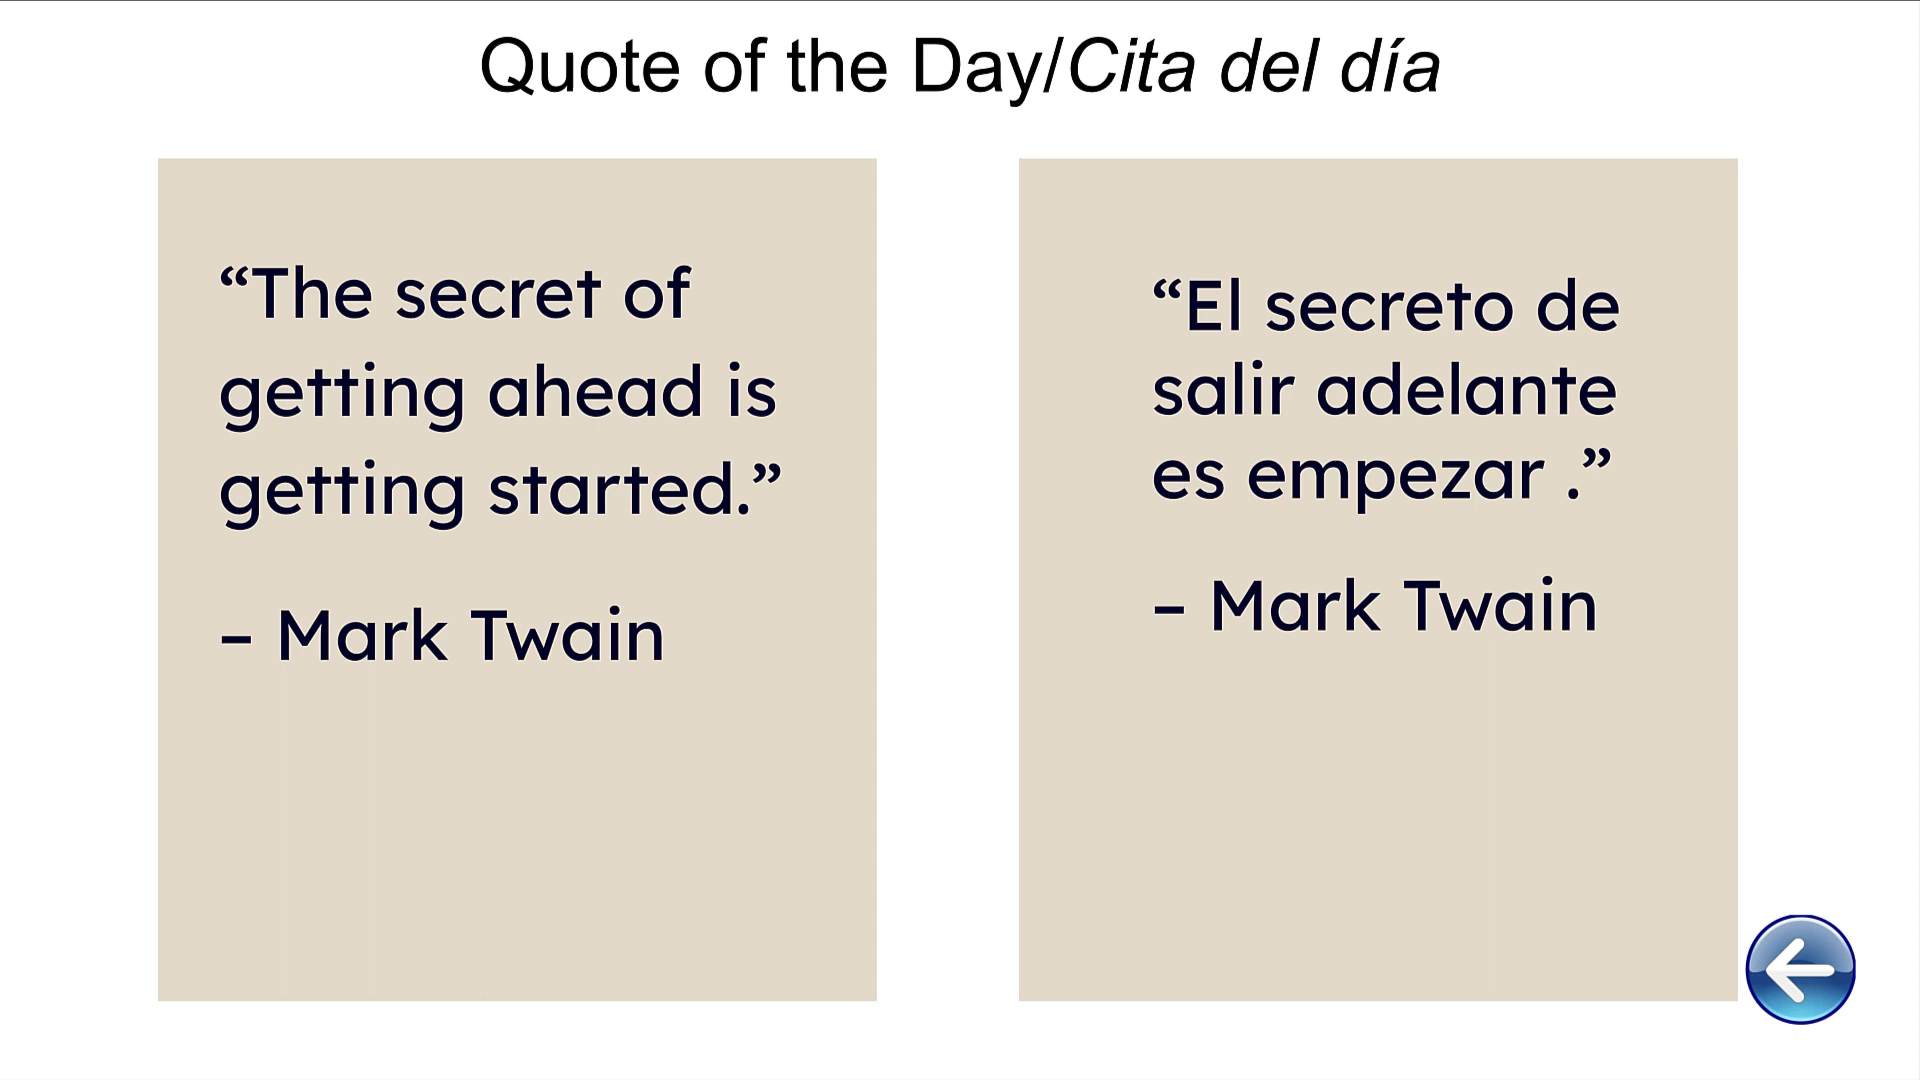 Quote of the Day/Cita del día
“The secret of
getting ahead is
getting started.”
– Mark Twain
“El secreto de
salir adelante
es empezar .”
– Mark Twain